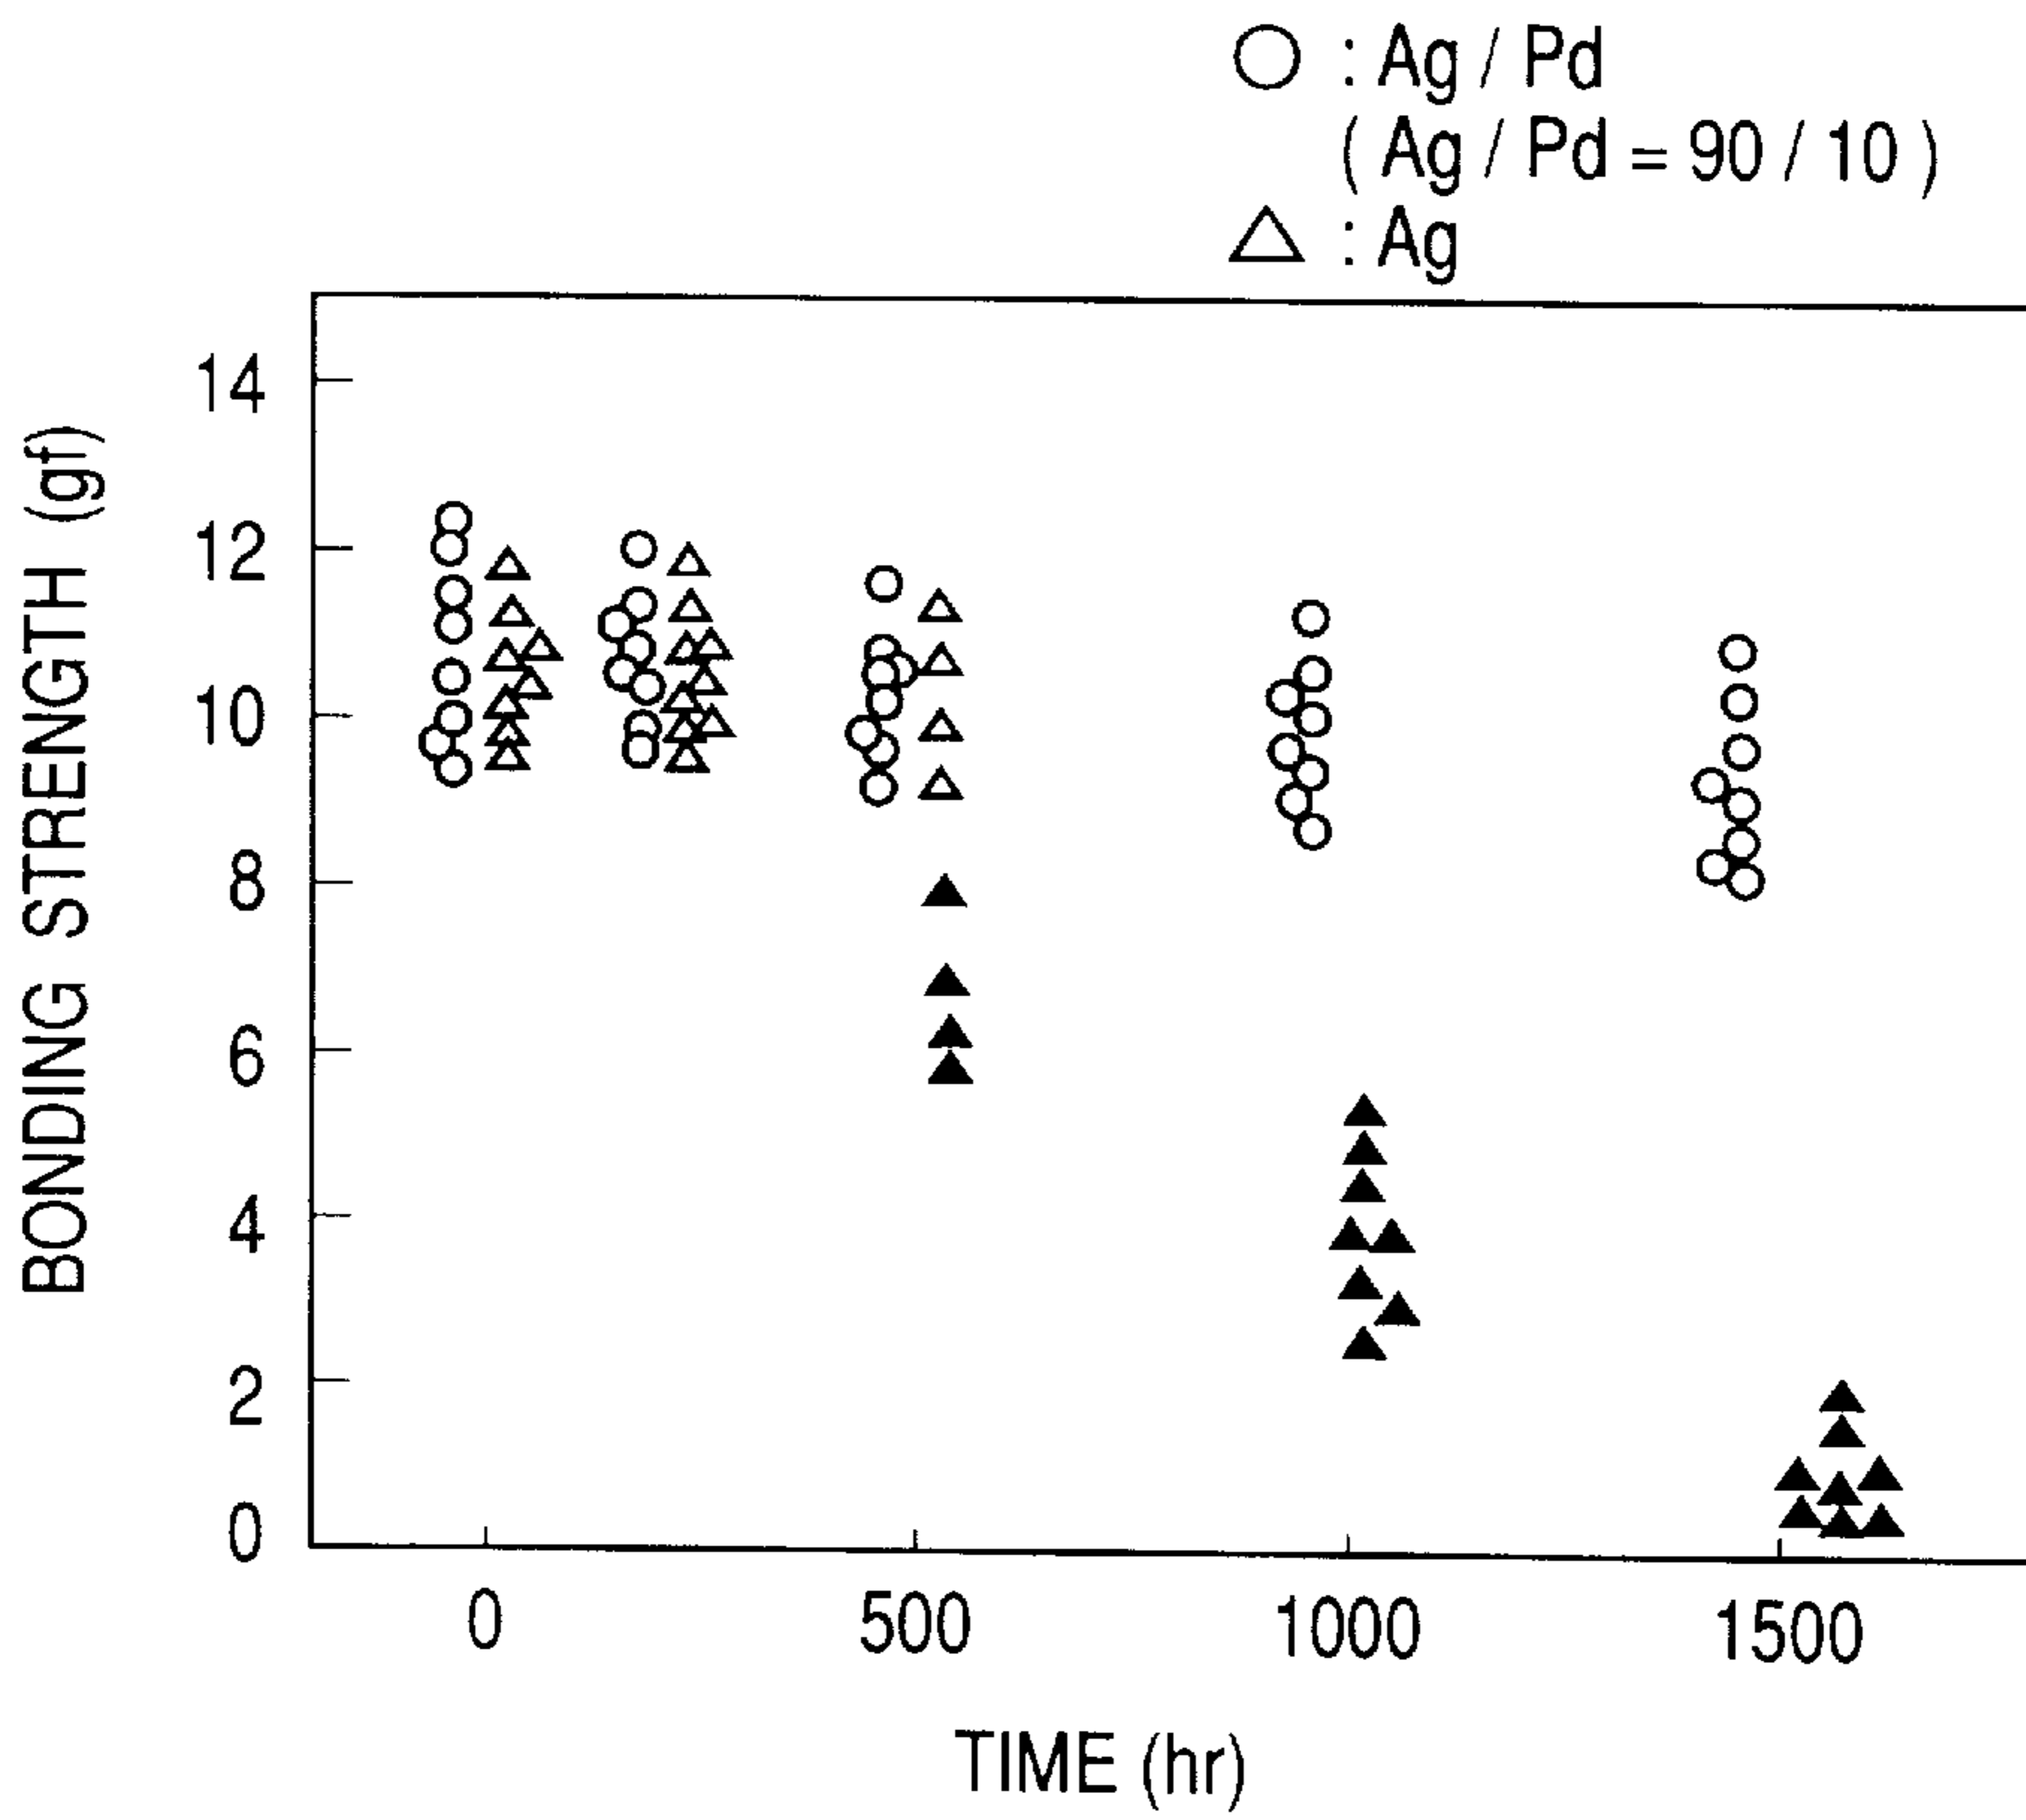 : Ag / Pd
( Ag / Pd = 90 / 10 )
: Ag
BONDING STRENGTH (gf)
14
12
10
8
6
4
2
0
0 500 1000 1500
TIME (hr)